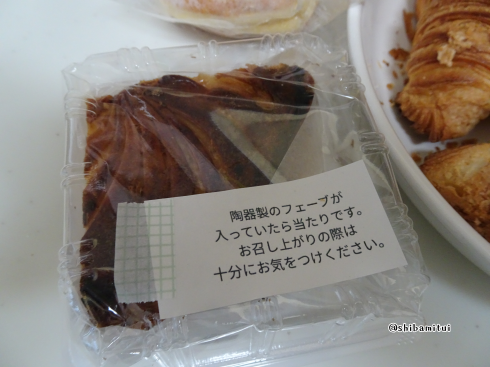 陶器製のフェーブが
入っていたら当たりです。
お召し上がりの際は
十分にお気をつけください。
@shibamitui